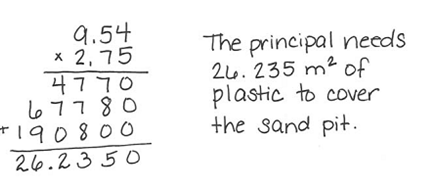 9.54
× 2.75
4770
67780
+190800
26.2350
The principal needs
26.235 m² of
plastic to cover
the sand pit.